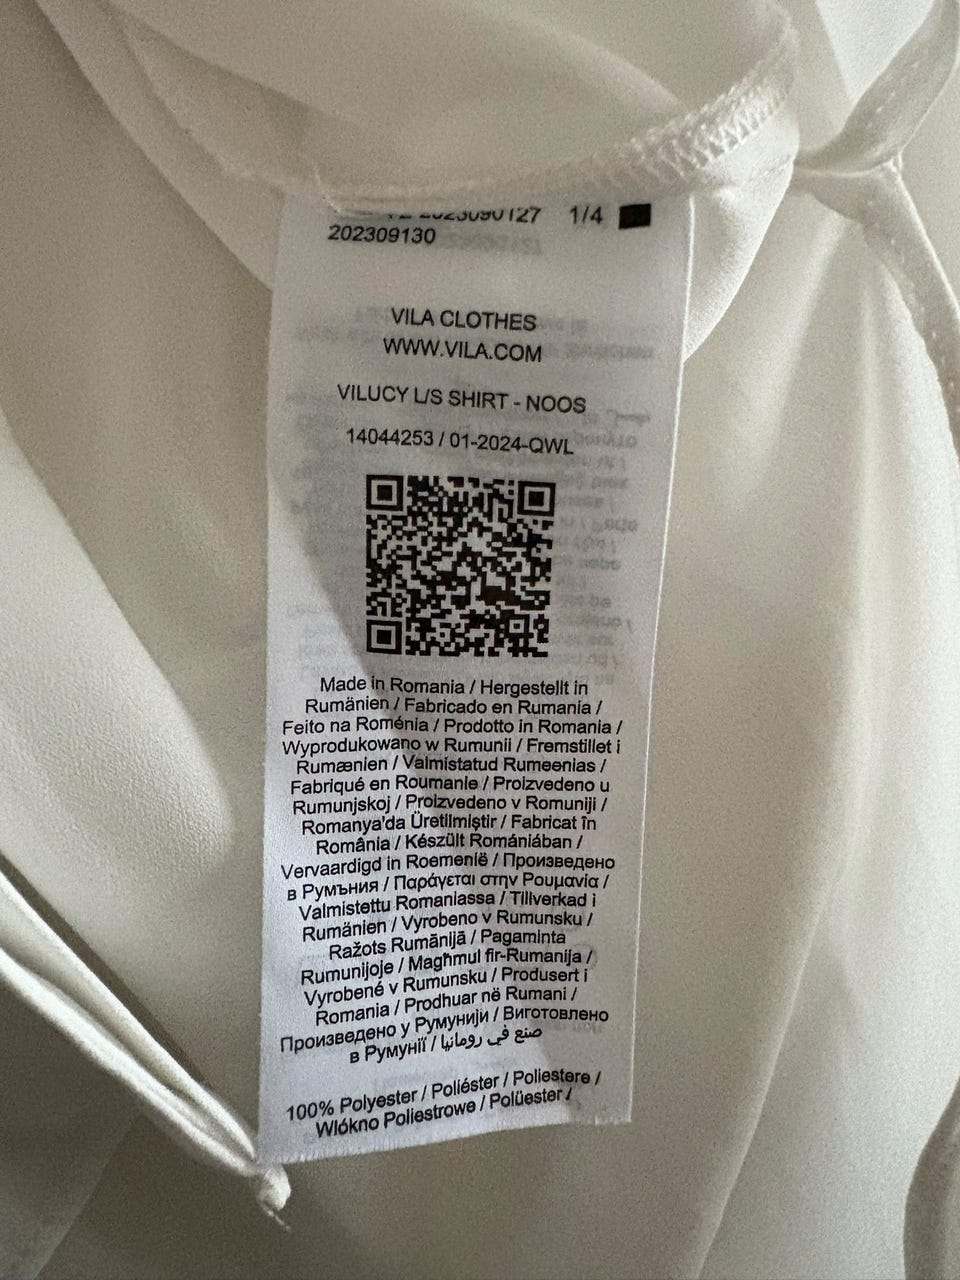 2023090127 1/4
202309130
VILA CLOTHES
WWW.VILA.COM
VILUCY L/S SHIRT - NOOS
14044253 / 01-2024-QWL
Made in Romania / Hergestellt in
Rumänien / Fabricado en Rumania /
Feito na Roménia / Prodotto in Romania /
Wyprodukowano w Rumunii / Fremstillet i
Rumænien / Valmistatud Rumeenias /
Fabriqué en Roumanie / Proizvedeno u
Rumunjskoj / Proizvedeno v Romuniji /
Romanya'da Üretilmiştir / Fabricat în
România / Készült Romániában /
Vervaardigd in Roemenië / Произведено
в Румъния / Παράγεται στην Ρουμανία /
Valmistettu Romaniassa / Tillverkad i
Rumänien / Vyrobeno v Rumunsku /
Ražots Rumānijā / Pagaminta
Rumunijoje / Magħmul fir-Rumanija /
Vyrobené v Rumunsku / Produsert i
Romania / Prodhuar në Rumani /
Произведено у Румунији / Виготовлено
в Румунії / صنع في رومانيا
100% Polyester / Poliéster / Poliestere /
Włókno Poliestrowe / Polüester /